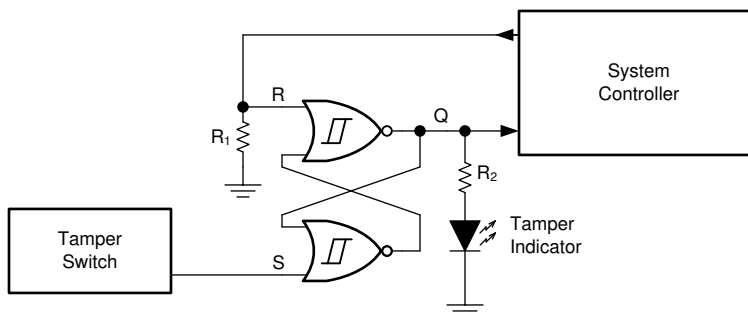 System
Controller
R
Q
R1
R2
Tamper
Switch
S
Tamper
Indicator